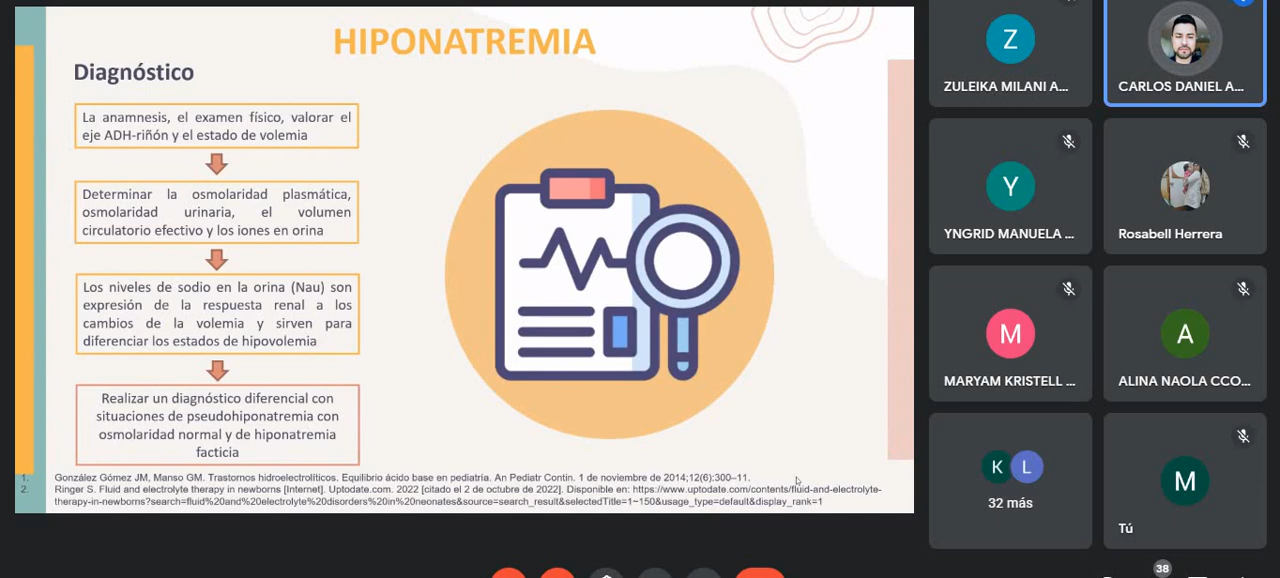 HIPONATREMIA
Diagnóstico
La anamnesis, el examen físico, valorar el
eje ADH-riñón y el estado de volemia
Determinar la osmolaridad plasmática,
osmolaridad urinaria, el volumen
circulatorio efectivo y los iones en orina
Los niveles de sodio en la orina (Nau) son
expresión de la respuesta renal a los
cambios de la volemia y sirven para
diferenciar los estados de hipovolemia
Realizar un diagnóstico diferencial con
situaciones de pseudohiponatremia con
osmolaridad normal y de hiponatremia
facticia
1. González Gómez JM, Manso GM. Trastornos hidroelectrolíticos. Equilibrio ácido base en pediatría. An Pediatr Contin. 1 de noviembre de 2014;12(6):300–11.
2. Ringer S. Fluid and electrolyte therapy in newborns [Internet]. Uptodate.com. 2022 [citado el 2 de octubre de 2022]. Disponible en: https://www.uptodate.com/contents/fluid-and-electrolyte-
therapy-in-newborns?search=fluid%20and%20electrolyte%20disorders%20in%20neonates&source=search_result&selectedTitle=1~150&usage_type=default&display_rank=1
Z
ZULEIKA MILANI A...
CARLOS DANIEL A...
Y
YNGRID MANUELA ...
Rosabell Herrera
M
MARYAM KRISTELL ...
A
ALINA NAOLA CCO...
K L
32 más
M
Tú
38